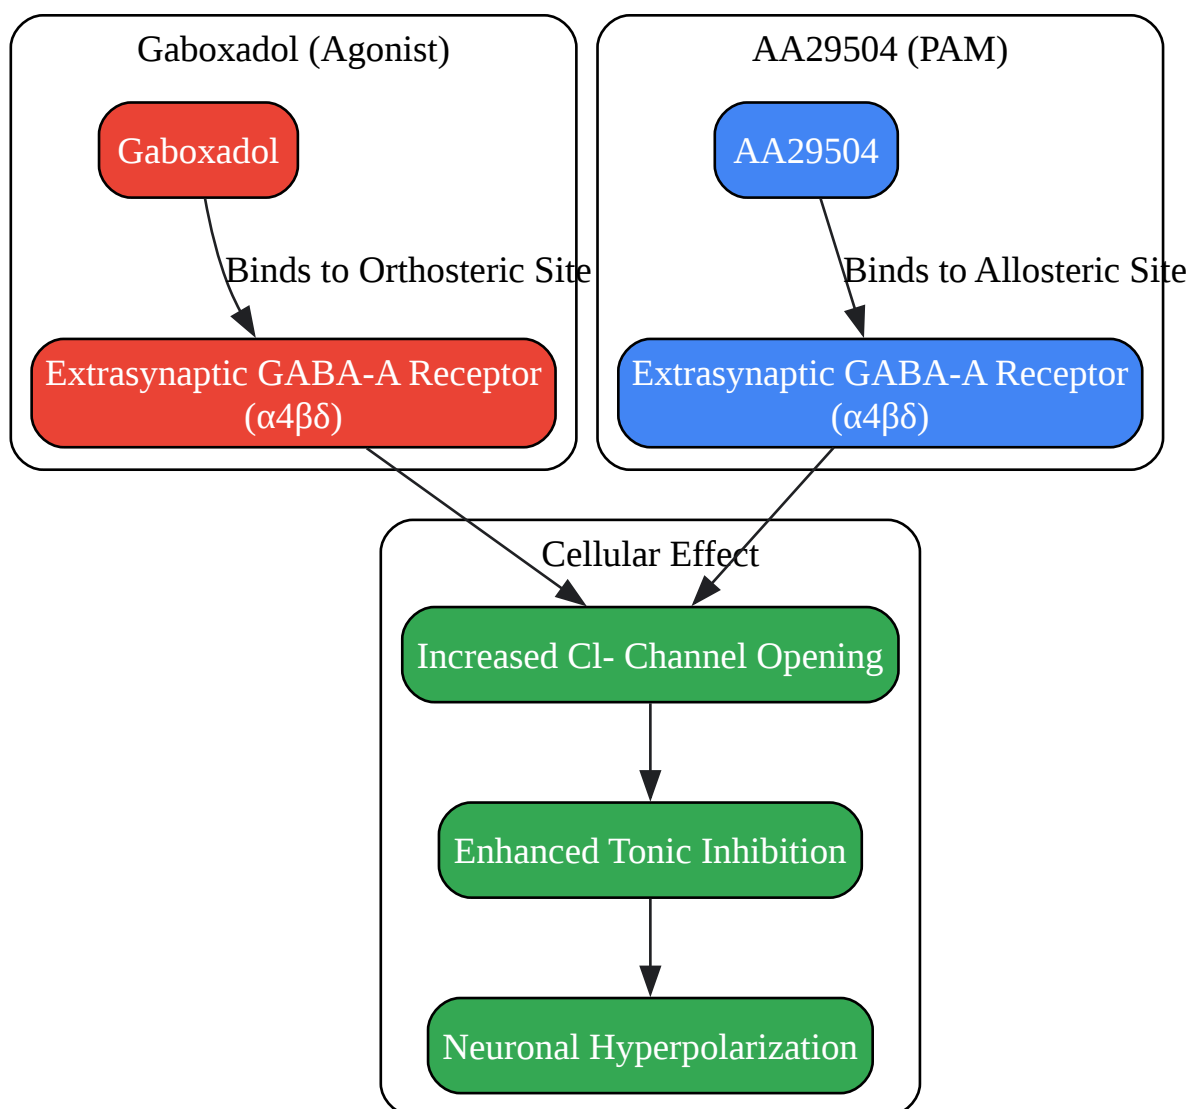 Gaboxadol (Agonist)
Gaboxadol
Binds to Orthosteric Site
Extrasynaptic GABA-A Receptor
(α4βδ)
AA29504 (PAM)
AA29504
Binds to Allosteric Site
Extrasynaptic GABA-A Receptor
(α4βδ)
Cellular Effect
Increased Cl- Channel Opening
Enhanced Tonic Inhibition
Neuronal Hyperpolarization